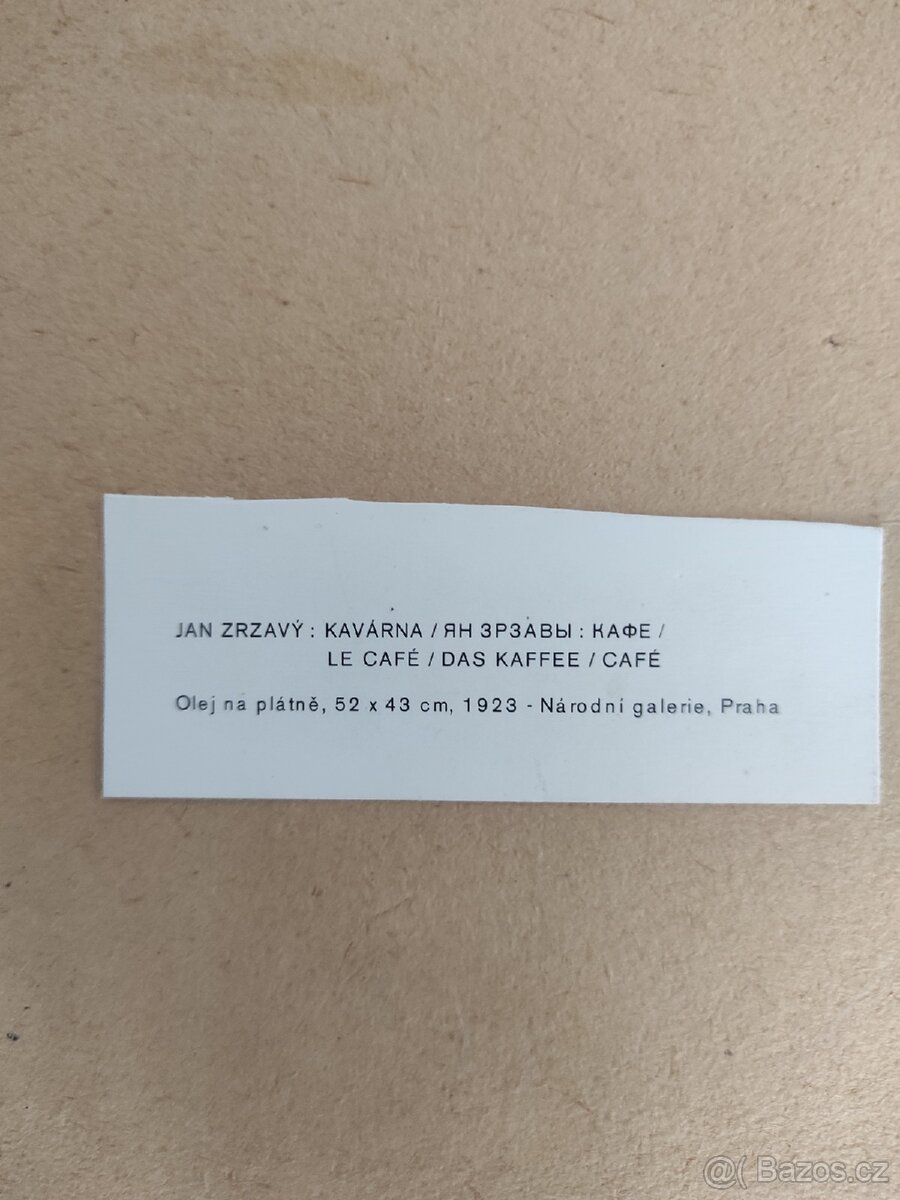 JAN ZRZAVÝ : KAVÁRNA / ЯН ЗРЗАВЫ : КАФЕ /
LE CAFÉ / DAS KAFFEE / CAFÉ
Olej na plátně, 52 x 43 cm, 1923 - Národní galerie, Praha
@( Bazos.cz